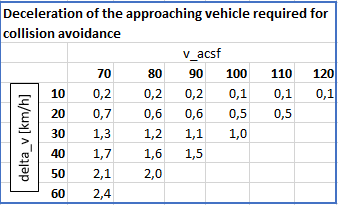 Deceleration of the approaching vehicle required for
collision avoidance
v_acsf
70 80 90 100 110 120
delta_v [km/h]
10 0,2 0,2 0,2 0,1 0,1 0,1
20 0,7 0,6 0,6 0,5 0,5
30 1,3 1,2 1,1 1,0
40 1,7 1,6 1,5
50 2,1 2,0
60 2,4